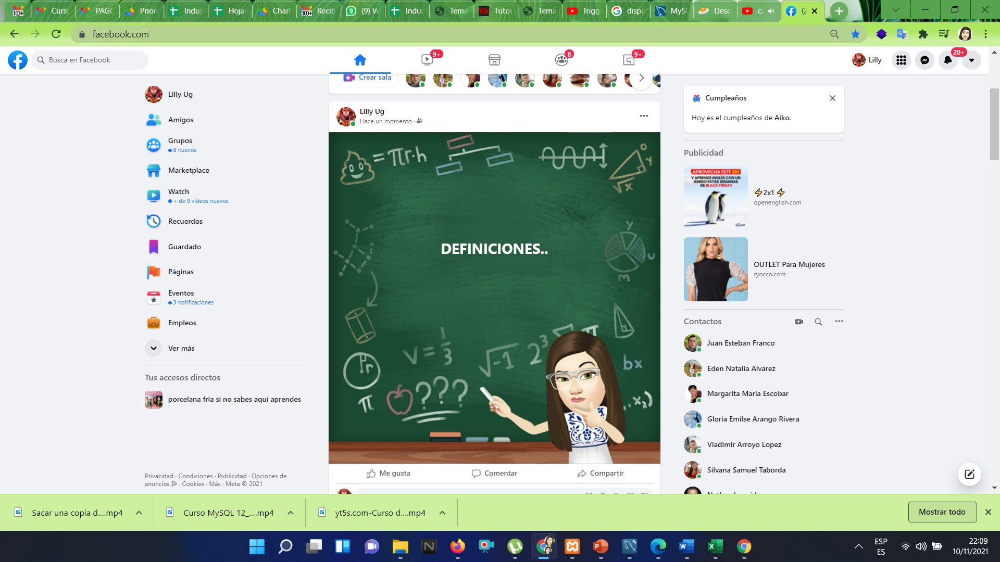 Curso
PAGO
Priori
Indus
Hojas
Charl
Recib
(9) W
Indus
Tema
Tutor
Tema
Trigg
dispa
MySQ
Desc
ca
(2
facebook.com
Busca en Facebook
9+
8
9+
Lilly
20+
Crear sala
Lilly Ug
Amigos
Grupos
8 nuevos
Marketplace
Watch
+ de 9 vídeos nuevos
Recuerdos
Guardado
Páginas
Eventos
3 notificaciones
Empleos
Ver más
Tus accesos directos
porcelana fria si no sabes aquí aprendes
Privacidad · Condiciones · Publicidad · Opciones de
anuncios · Cookies · Más · Meta © 2021
Lilly Ug
Hace un momento ·
= πr·h
y
√x
DEFINICIONES..
y
u
m
V = 1/3
√-1
2³
π
bx
r
π
???
..x₂)
Me gusta
Comentar
Compartir
Cumpleaños
Hoy es el cumpleaños de Aiko.
Publicidad
APROVECHA ESTE 2X1
Y APRENDE INGLÉS CON UN
AMIGO ESTAS SEMANAS
DE BLACK FRIDAY
⚡2x1⚡
openenglish.com
OUTLET Para Mujeres
ryocco.com
Contactos
Juan Esteban Franco
Eden Natalia Alvarez
Margarita Maria Escobar
Gloria Emilse Arango Rivera
Vladimir Arroyo Lopez
Silvana Samuel Taborda
Sacar una copia d....mp4
Curso MySQL 12_....mp4
yt5s.com-Curso d....mp4
Mostrar todo
ESP
ES
22:09
10/11/2021